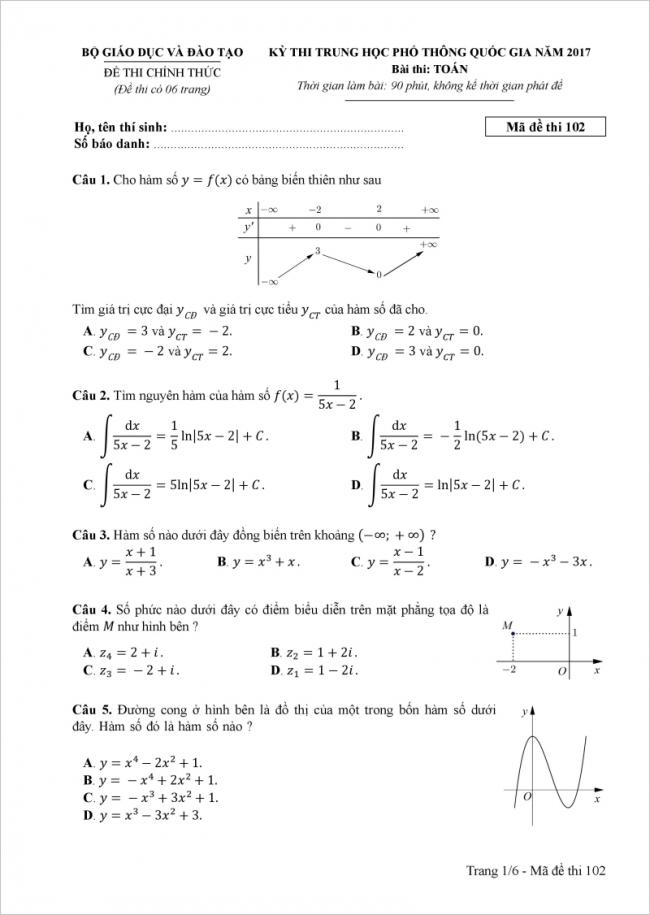 BỘ GIÁO DỤC VÀ ĐÀO TẠO
ĐỀ THI CHÍNH THỨC
(Đề thi có 06 trang)
KỲ THI TRUNG HỌC PHỔ THÔNG QUỐC GIA NĂM 2017
Bài thi: TOÁN
Thời gian làm bài: 90 phút, không kể thời gian phát đề
Họ, tên thí sinh: ......................................................................
Số báo danh: ...........................................................................
Mã đề thi 102
Câu 1. Cho hàm số y = f(x) có bảng biến thiên như sau
x −∞ −2 2 +∞
y′ + 0 − 0 +
y −∞ 3 0 +∞
Tìm giá trị cực đại y_CĐ và giá trị cực tiểu y_CT của hàm số đã cho.
A. y_CĐ = 3 và y_CT = − 2. B. y_CĐ = 2 và y_CT = 0.
C. y_CĐ = − 2 và y_CT = 2. D. y_CĐ = 3 và y_CT = 0.
Câu 2. Tìm nguyên hàm của hàm số f(x) = 1/(5x − 2).
A. ∫ dx/(5x − 2) = 1/5 ln|5x − 2| + C. B. ∫ dx/(5x − 2) = − 1/2 ln(5x − 2) + C.
C. ∫ dx/(5x − 2) = 5ln|5x − 2| + C. D. ∫ dx/(5x − 2) = ln|5x − 2| + C.
Câu 3. Hàm số nào dưới đây đồng biến trên khoảng (−∞; + ∞) ?
A. y = (x + 1)/(x + 3). B. y = x³ + x. C. y = (x − 1)/(x − 2). D. y = − x³ − 3x.
Câu 4. Số phức nào dưới đây có điểm biểu diễn trên mặt phẳng tọa độ là
điểm M như hình bên ?
A. z₄ = 2 + i. B. z₂ = 1 + 2i.
C. z₃ = − 2 + i. D. z₁ = 1 − 2i.
y
M
1
−2 O x
Câu 5. Đường cong ở hình bên là đồ thị của một trong bốn hàm số dưới
đây. Hàm số đó là hàm số nào ?
A. y = x⁴ − 2x² + 1.
B. y = − x⁴ + 2x² + 1.
C. y = − x³ + 3x² + 1.
D. y = x³ − 3x² + 3.
y
O x
Trang 1/6 - Mã đề thi 102